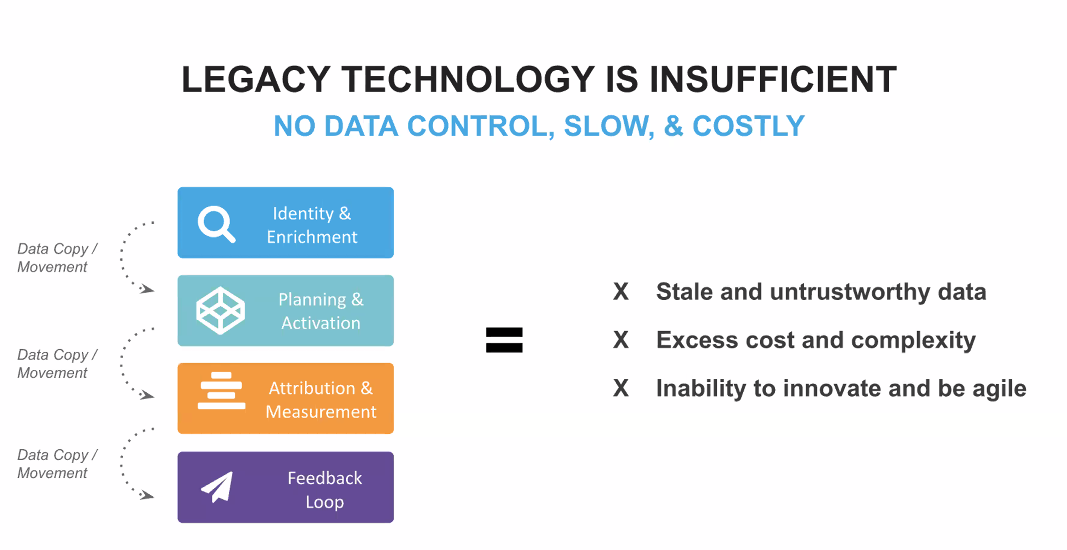 LEGACY TECHNOLOGY IS INSUFFICIENT
NO DATA CONTROL, SLOW, & COSTLY
Identity &
Enrichment
Data Copy /
Movement
Planning &
Activation
Data Copy /
Movement
Attribution &
Measurement
Data Copy /
Movement
Feedback
Loop
=
X Stale and untrustworthy data
X Excess cost and complexity
X Inability to innovate and be agile